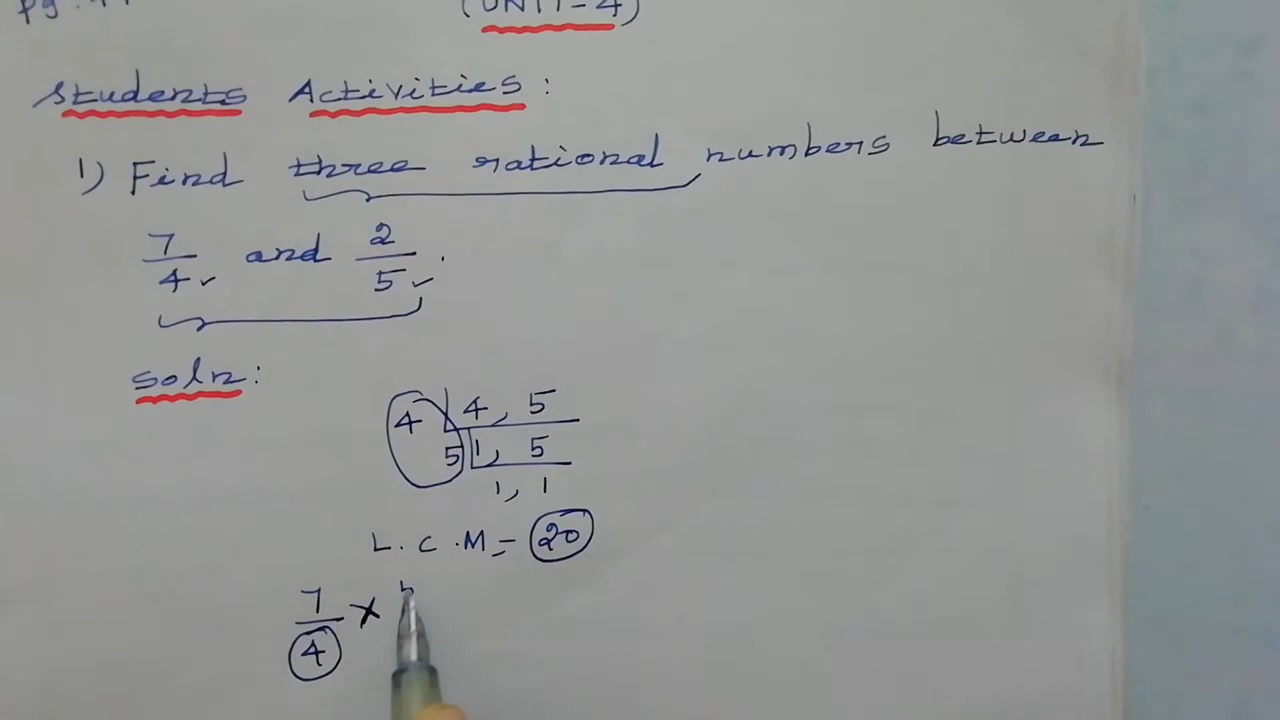 (UNIT-4)
Students Activities:
1) Find three rational numbers between
7/4 and 2/5.
Soln:
4 | 4, 5
5 | 1, 5
1, 1
L.C.M = 20
7/4 ×